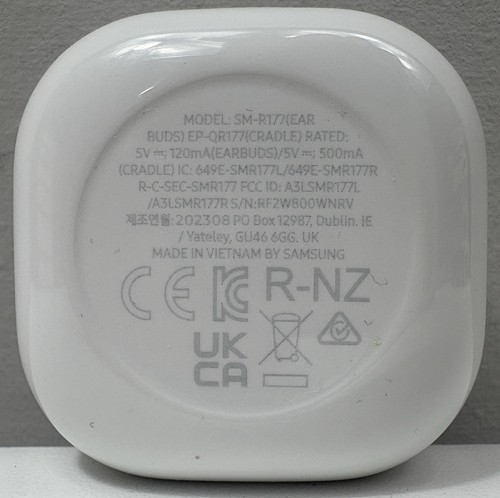 MODEL: SM-R177(EAR
BUDS) EP-QR177(CRADLE) RATED:
5V ⎓ 120mA(EARBUDS)/5V ⎓ 500mA
(CRADLE) IC: 649E-SMR177L/649E-SMR177R
R-C-SEC-SMR177 FCC ID: A3LSMR177L
/A3LSMR177R S/N:RF2W800WNRV
제조연월: 202308 PO Box 12987, Dublin. IE
/ Yateley, GU46 6GG. UK
MADE IN VIETNAM BY SAMSUNG
CE KC R-NZ
UK
CA